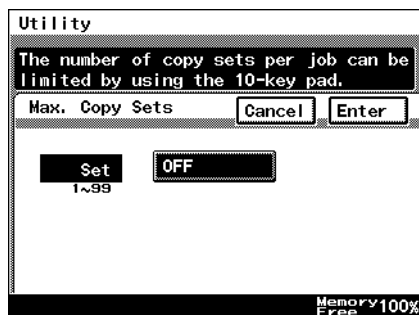 Utility
The number of copy sets per job can be
limited by using the 10-key pad.
Max. Copy Sets Cancel Enter
Set OFF
1~99
Memory
Free 100%